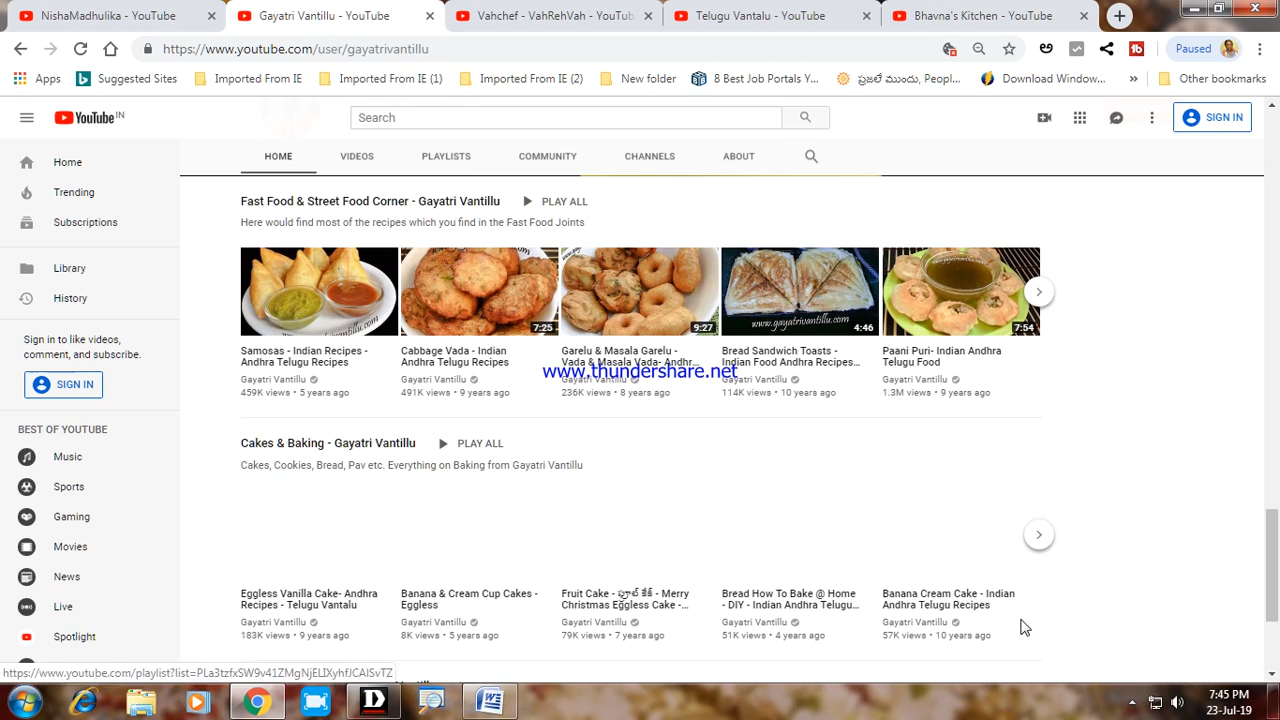 NishaMadhulika - YouTube
Gayatri Vantillu - YouTube
Vahchef - VahRehVah - YouTub
Telugu Vantalu - YouTube
Bhavna's Kitchen - YouTube
https://www.youtube.com/user/gayatrivantillu
Paused
Apps
Suggested Sites
Imported From IE
Imported From IE (1)
Imported From IE (2)
New folder
8 Best Job Portals Y...
ప్రజలే ముందు, Peopl...
Download Window...
Other bookmarks
YouTube IN
Search
SIGN IN
HOME VIDEOS PLAYLISTS COMMUNITY CHANNELS ABOUT
Home
Trending
Subscriptions
Library
History
Sign in to like videos,
comment, and subscribe.
SIGN IN
BEST OF YOUTUBE
Music
Sports
Gaming
Movies
News
Live
Spotlight
Fast Food & Street Food Corner - Gayatri Vantillu PLAY ALL
Here would find most of the recipes which you find in the Fast Food Joints
www.gayatrivantillu.com
7:25
9:27
4:46
7:54
Samosas - Indian Recipes -
Andhra Telugu Recipes
Gayatri Vantillu
459K views • 5 years ago
Cabbage Vada - Indian
Andhra Telugu Recipes
Gayatri Vantillu
491K views • 9 years ago
Garelu & Masala Garelu -
Vada & Masala Vada- Andhr...
Gayatri Vantillu
236K views • 8 years ago
Bread Sandwich Toasts -
Indian Food Andhra Recipes...
Gayatri Vantillu
114K views • 10 years ago
Paani Puri- Indian Andhra
Telugu Food
Gayatri Vantillu
1.3M views • 9 years ago
www.thundershare.net
Cakes & Baking - Gayatri Vantillu PLAY ALL
Cakes, Cookies, Bread, Pav etc. Everything on Baking from Gayatri Vantillu
Eggless Vanilla Cake- Andhra
Recipes - Telugu Vantalu
Gayatri Vantillu
183K views • 9 years ago
Banana & Cream Cup Cakes -
Eggless
Gayatri Vantillu
8K views • 5 years ago
Fruit Cake - ఫ్రూట్ కేక్ - Merry
Christmas Eggless Cake -...
Gayatri Vantillu
79K views • 7 years ago
Bread How To Bake @ Home
- DIY - Indian Andhra Telugu...
Gayatri Vantillu
51K views • 4 years ago
Banana Cream Cake - Indian
Andhra Telugu Recipes
Gayatri Vantillu
57K views • 10 years ago
https://www.youtube.com/playlist?list=PLa3tzfxSW9v41ZMgNjELIXyhfJCAlSvTZ
7:45 PM
23-Jul-19